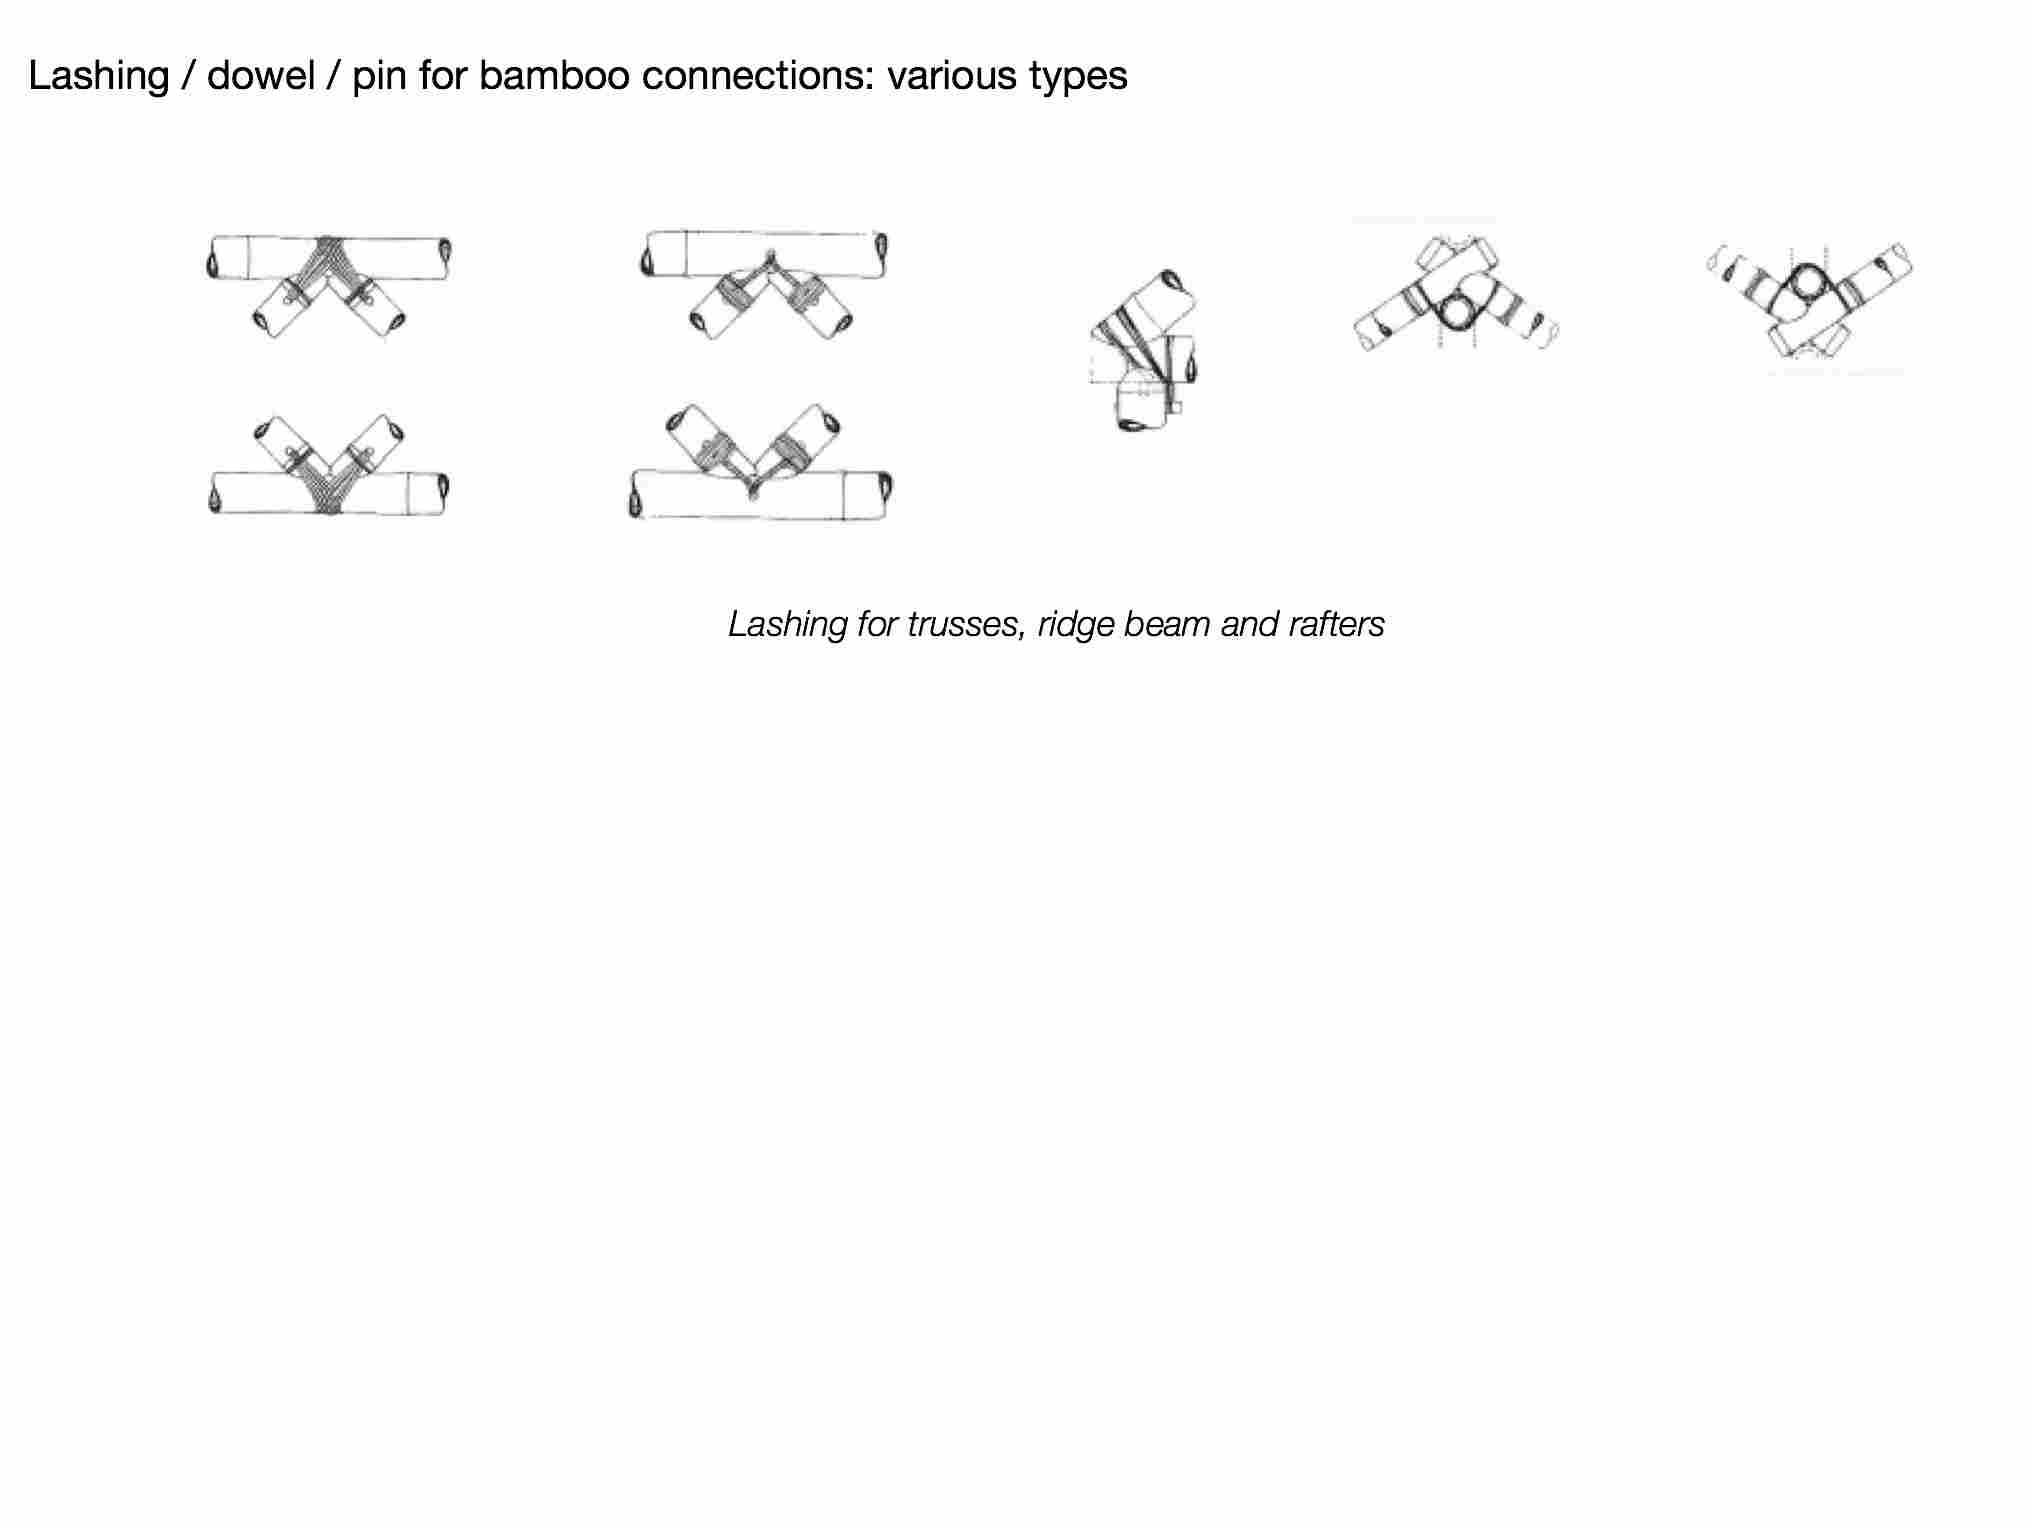 Lashing / dowel / pin for bamboo connections: various types
Lashing for trusses, ridge beam and rafters